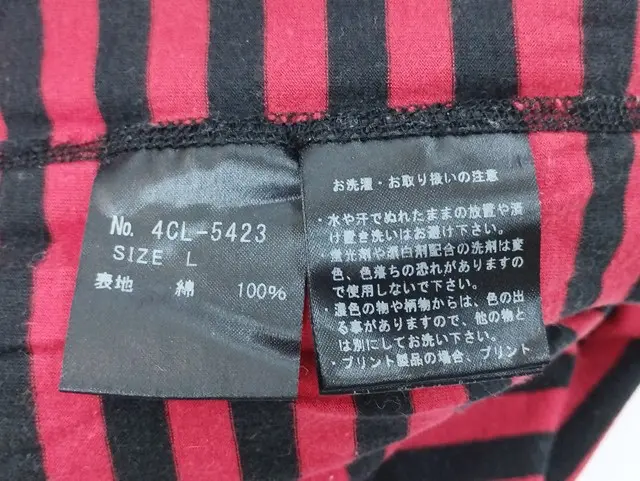 No. 4CL-5423
SIZE L
表地 綿 100%
お洗濯・お取り扱いの注意
・水や汗でぬれたままの放置や漬
け置き洗いはお避け下さい。
蛍光剤や漂白剤配合の洗剤は変
色、色落ちの恐れがありますの
で使用しないで下さい。
・濃色の物や柄物からは、色の出
る事がありますので、他の物と
は別にしてお洗い下さい。
・プリント製品の場合、プリント